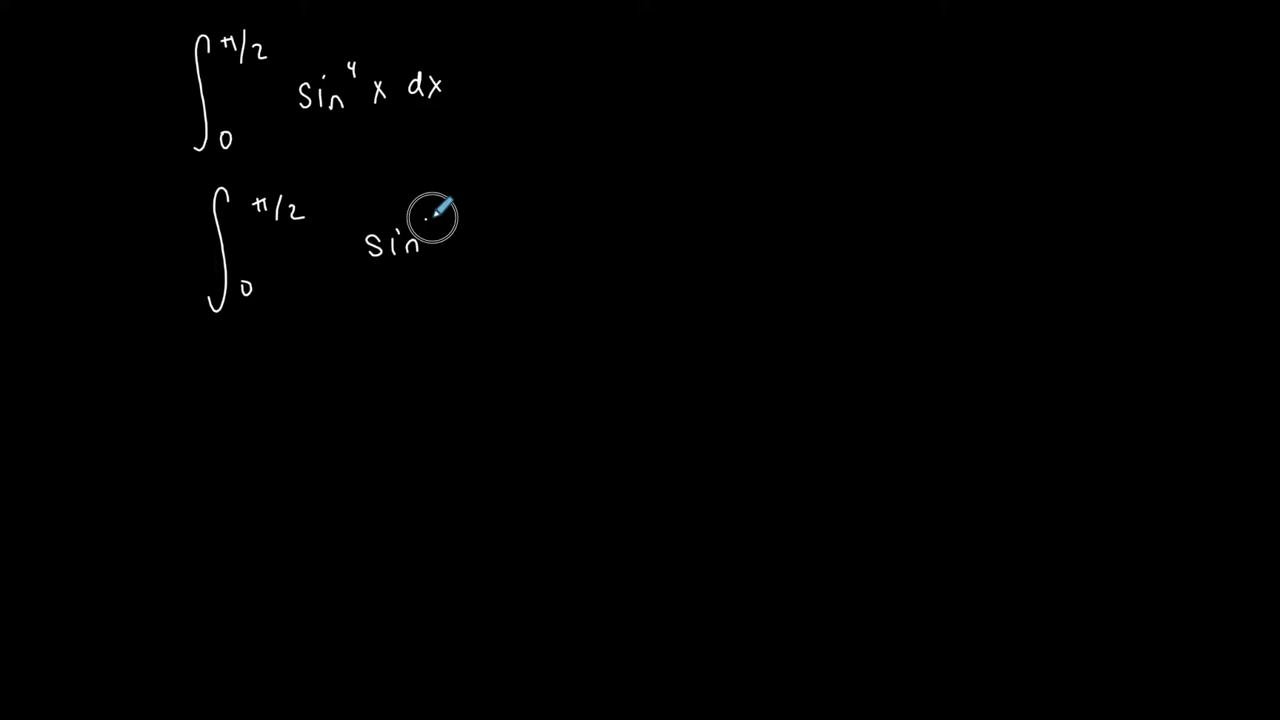 ∫₀^{π/2} sin⁴ x dx
∫₀^{π/2} sin